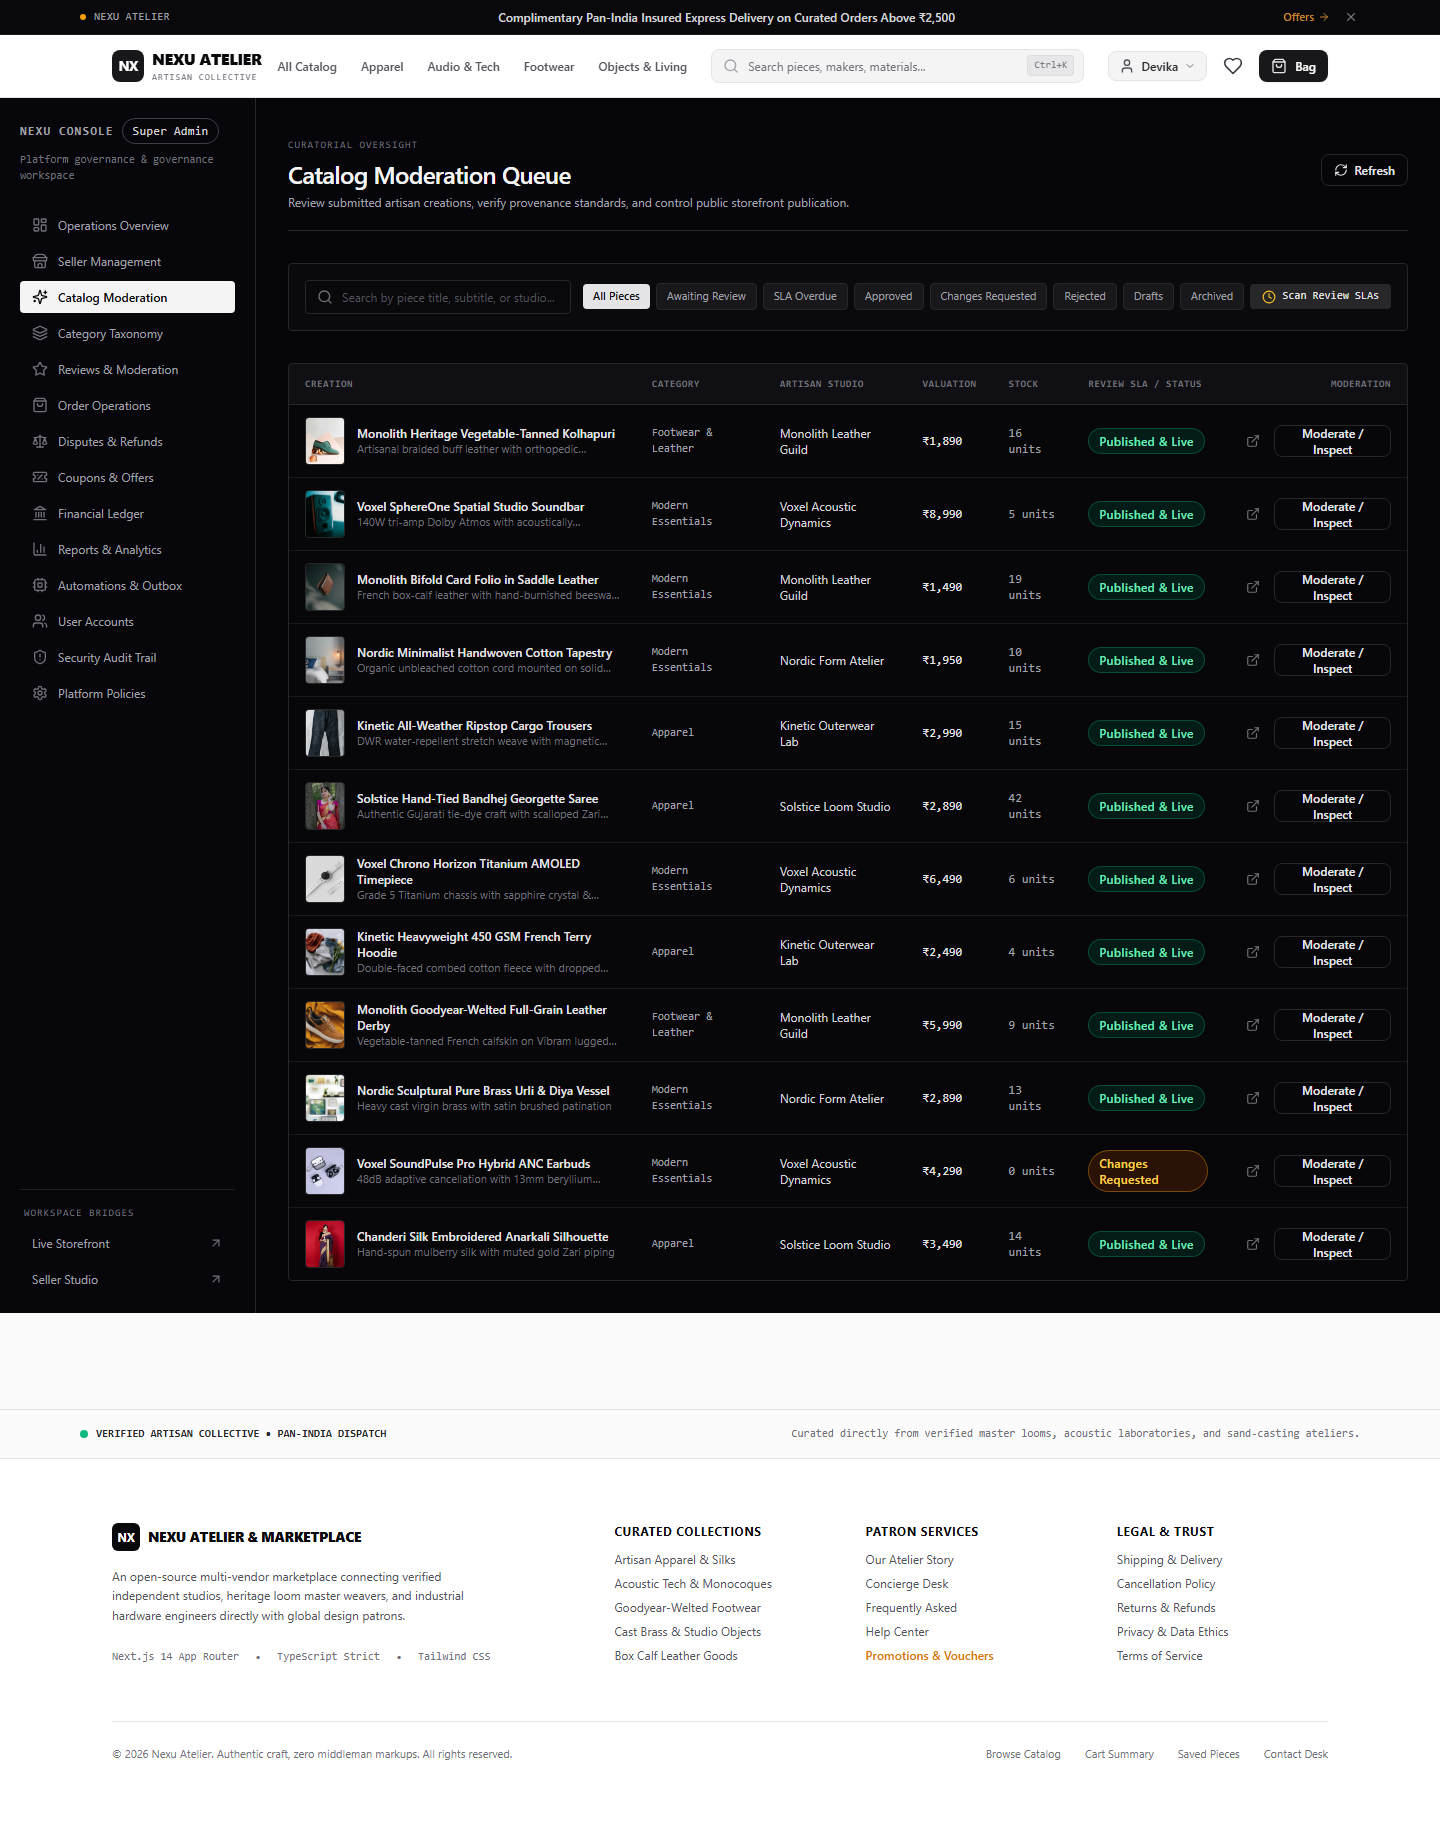 NEXU ATELIER
Complimentary Pan-India Insured Express Delivery on Curated Orders Above ₹2,500
Offers →
NX
NEXU ATELIER
ARTISAN COLLECTIVE
All Catalog
Apparel
Audio & Tech
Footwear
Objects & Living
Search pieces, makers, materials...
Ctrl+K
Devika
Bag
NEXU CONSOLE
Super Admin
Platform governance & governance
workspace
Operations Overview
Seller Management
Catalog Moderation
Category Taxonomy
Reviews & Moderation
Order Operations
Disputes & Refunds
Coupons & Offers
Financial Ledger
Reports & Analytics
Automations & Outbox
User Accounts
Security Audit Trail
Platform Policies
WORKSPACE BRIDGES
Live Storefront
Seller Studio
CURATORIAL OVERSIGHT
Catalog Moderation Queue
Review submitted artisan creations, verify provenance standards, and control public storefront publication.
Refresh
Search by piece title, subtitle, or studio...
All Pieces
Awaiting Review
SLA Overdue
Approved
Changes Requested
Rejected
Drafts
Archived
Scan Review SLAs
CREATION
CATEGORY
ARTISAN STUDIO
VALUATION
STOCK
REVIEW SLA / STATUS
MODERATION
Monolith Heritage Vegetable-Tanned Kolhapuri
Artisanal braided buff leather with orthopedic...
Footwear &
Leather
Monolith Leather
Guild
₹1,890
16
units
Published & Live
Moderate /
Inspect
Voxel SphereOne Spatial Studio Soundbar
140W tri-amp Dolby Atmos with acoustically...
Modern
Essentials
Voxel Acoustic
Dynamics
₹8,990
5 units
Published & Live
Moderate /
Inspect
Monolith Bifold Card Folio in Saddle Leather
French box-calf leather with hand-burnished beeswa...
Modern
Essentials
Monolith Leather
Guild
₹1,490
19
units
Published & Live
Moderate /
Inspect
Nordic Minimalist Handwoven Cotton Tapestry
Organic unbleached cotton cord mounted on solid...
Modern
Essentials
Nordic Form Atelier
₹1,950
10
units
Published & Live
Moderate /
Inspect
Kinetic All-Weather Ripstop Cargo Trousers
DWR water-repellent stretch weave with magnetic...
Apparel
Kinetic Outerwear
Lab
₹2,990
15
units
Published & Live
Moderate /
Inspect
Solstice Hand-Tied Bandhej Georgette Saree
Authentic Gujarati tie-dye craft with scalloped Zari...
Apparel
Solstice Loom Studio
₹2,890
42
units
Published & Live
Moderate /
Inspect
Voxel Chrono Horizon Titanium AMOLED
Timepiece
Grade 5 Titanium chassis with sapphire crystal &...
Modern
Essentials
Voxel Acoustic
Dynamics
₹6,490
6 units
Published & Live
Moderate /
Inspect
Kinetic Heavyweight 450 GSM French Terry
Hoodie
Double-faced combed cotton fleece with dropped...
Apparel
Kinetic Outerwear
Lab
₹2,490
4 units
Published & Live
Moderate /
Inspect
Monolith Goodyear-Welted Full-Grain Leather
Derby
Vegetable-tanned French calfskin on Vibram lugged...
Footwear &
Leather
Monolith Leather
Guild
₹5,990
9 units
Published & Live
Moderate /
Inspect
Nordic Sculptural Pure Brass Urli & Diya Vessel
Heavy cast virgin brass with satin brushed patination
Modern
Essentials
Nordic Form Atelier
₹2,890
13
units
Published & Live
Moderate /
Inspect
Voxel SoundPulse Pro Hybrid ANC Earbuds
48dB adaptive cancellation with 13mm beryllium...
Modern
Essentials
Voxel Acoustic
Dynamics
₹4,290
0 units
Changes
Requested
Moderate /
Inspect
Chanderi Silk Embroidered Anarkali Silhouette
Hand-spun mulberry silk with muted gold Zari piping
Apparel
Solstice Loom Studio
₹3,490
14
units
Published & Live
Moderate /
Inspect
VERIFIED ARTISAN COLLECTIVE • PAN-INDIA DISPATCH
Curated directly from verified master looms, acoustic laboratories, and sand-casting ateliers.
NX
NEXU ATELIER & MARKETPLACE
An open-source multi-vendor marketplace connecting verified
independent studios, heritage loom master weavers, and industrial
hardware engineers directly with global design patrons.
Next.js 14 App Router • TypeScript Strict • Tailwind CSS
CURATED COLLECTIONS
Artisan Apparel & Silks
Acoustic Tech & Monocoques
Goodyear-Welted Footwear
Cast Brass & Studio Objects
Box Calf Leather Goods
PATRON SERVICES
Our Atelier Story
Concierge Desk
Frequently Asked
Help Center
Promotions & Vouchers
LEGAL & TRUST
Shipping & Delivery
Cancellation Policy
Returns & Refunds
Privacy & Data Ethics
Terms of Service
© 2026 Nexu Atelier. Authentic craft, zero middleman markups. All rights reserved.
Browse Catalog
Cart Summary
Saved Pieces
Contact Desk